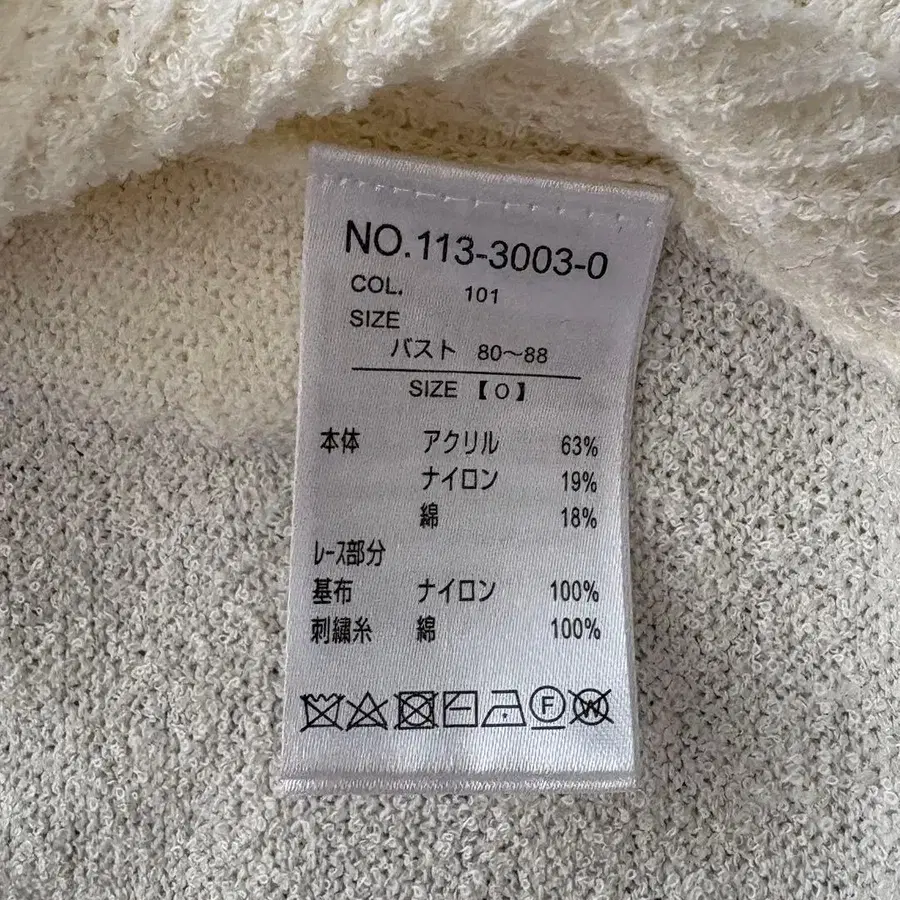 NO.113-3003-0
COL. 101
SIZE
バスト 80〜88
SIZE 【O】
本体 アクリル 63%
ナイロン 19%
綿 18%
レース部分
基布 ナイロン 100%
刺繍糸 綿 100%
F W